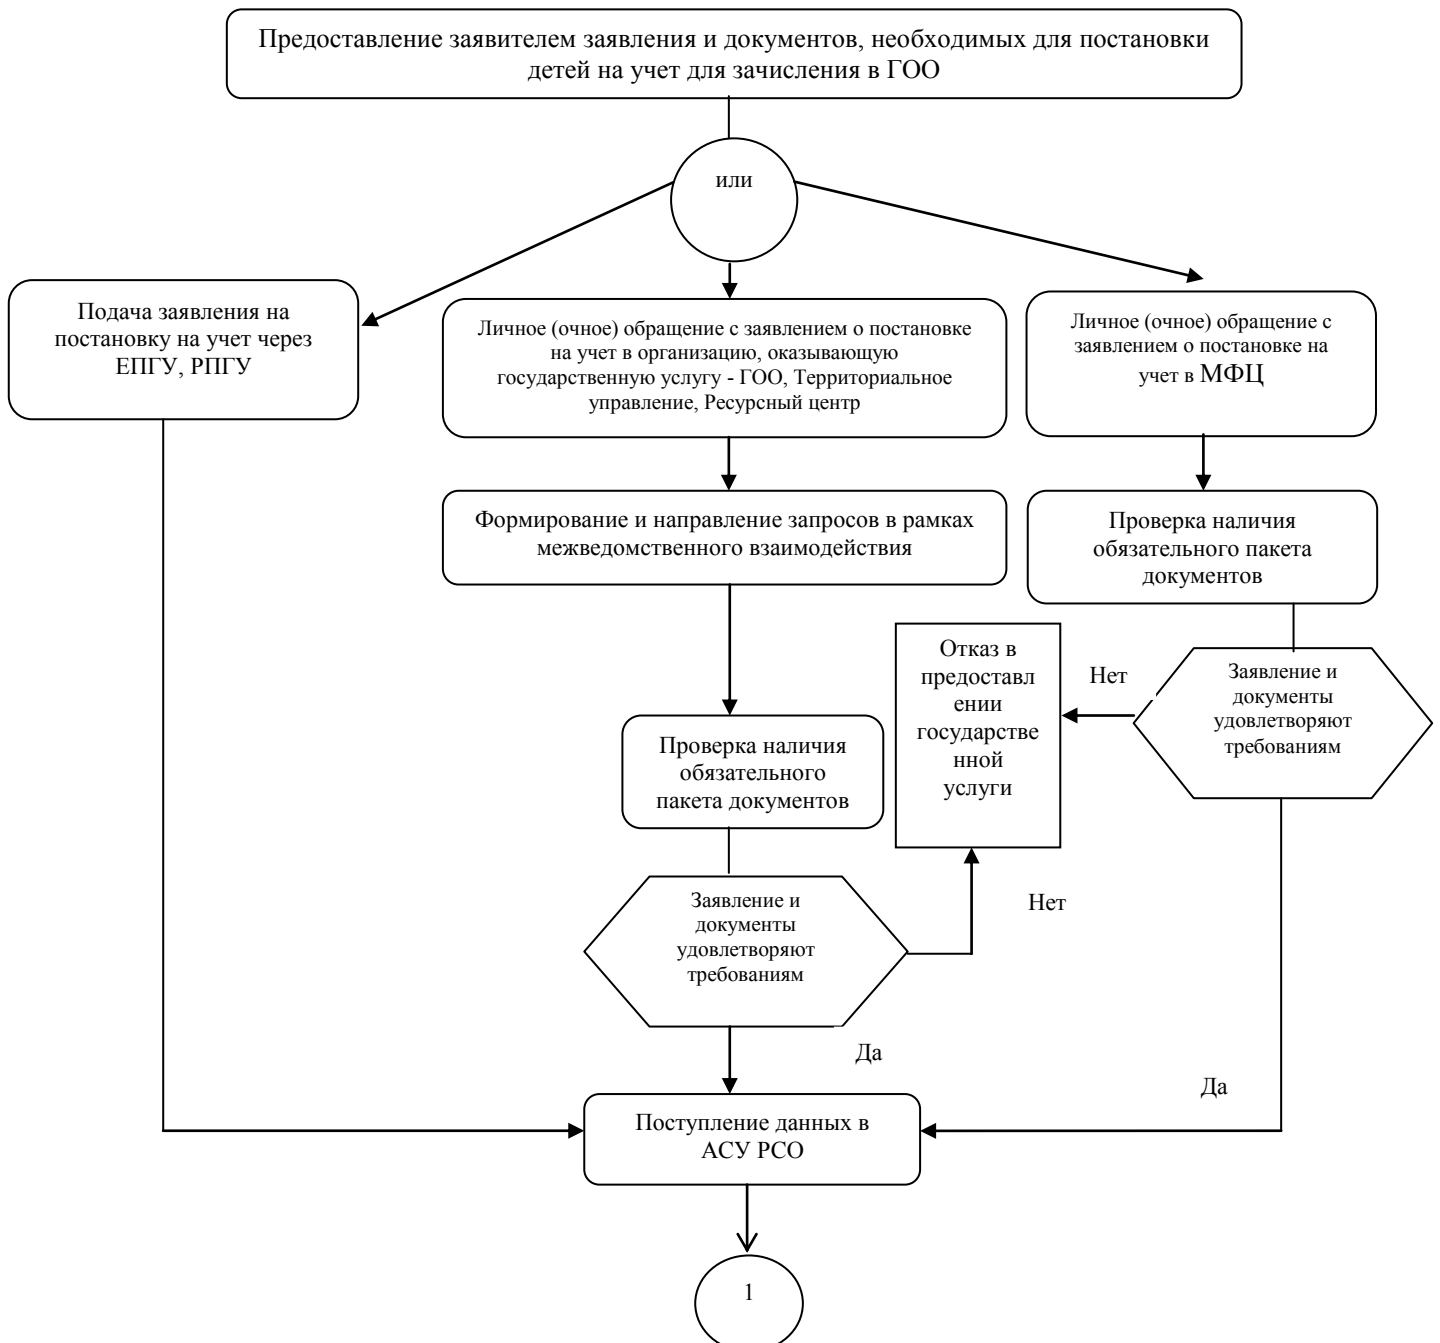 Предоставление заявителем заявления и документов, необходимых для постановки
детей на учет для зачисления в ГОО
или
Подача заявления на
постановку на учет через
ЕПГУ, РПГУ
Личное (очное) обращение с заявлением о постановке
на учет в организацию, оказывающую
государственную услугу - ГОО, Территориальное
управление, Ресурсный центр
Личное (очное) обращение с
заявлением о постановке на
учет в МФЦ
Формирование и направление запросов в рамках
межведомственного взаимодействия
Проверка наличия
обязательного пакета
документов
Отказ в
предоставл
ении
государстве
нной
услуги
Нет
Заявление и
документы
удовлетворяют
требованиям
Проверка наличия
обязательного
пакета документов
Заявление и
документы
удовлетворяют
требованиям
Нет
Да
Да
Поступление данных в
АСУ РСО
1